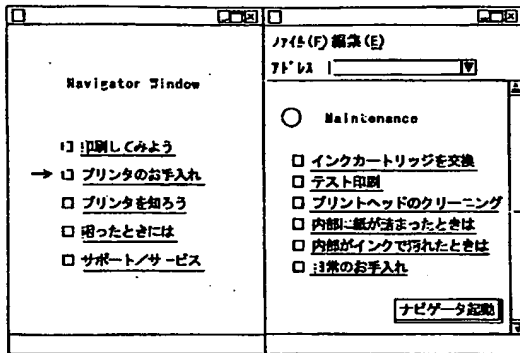 Navigator Window
印刷してみよう
→ プリンタのお手入れ
プリンタを知ろう
困ったときには
サポート/サービス
ファイル(F) 編集(E)
アドレス
Maintenance
インクカートリッジを交換
テスト印刷
プリントヘッドのクリーニング
内部に紙が詰まったときは
内部がインクで汚れたときは
日常のお手入れ
ナビゲータ起動